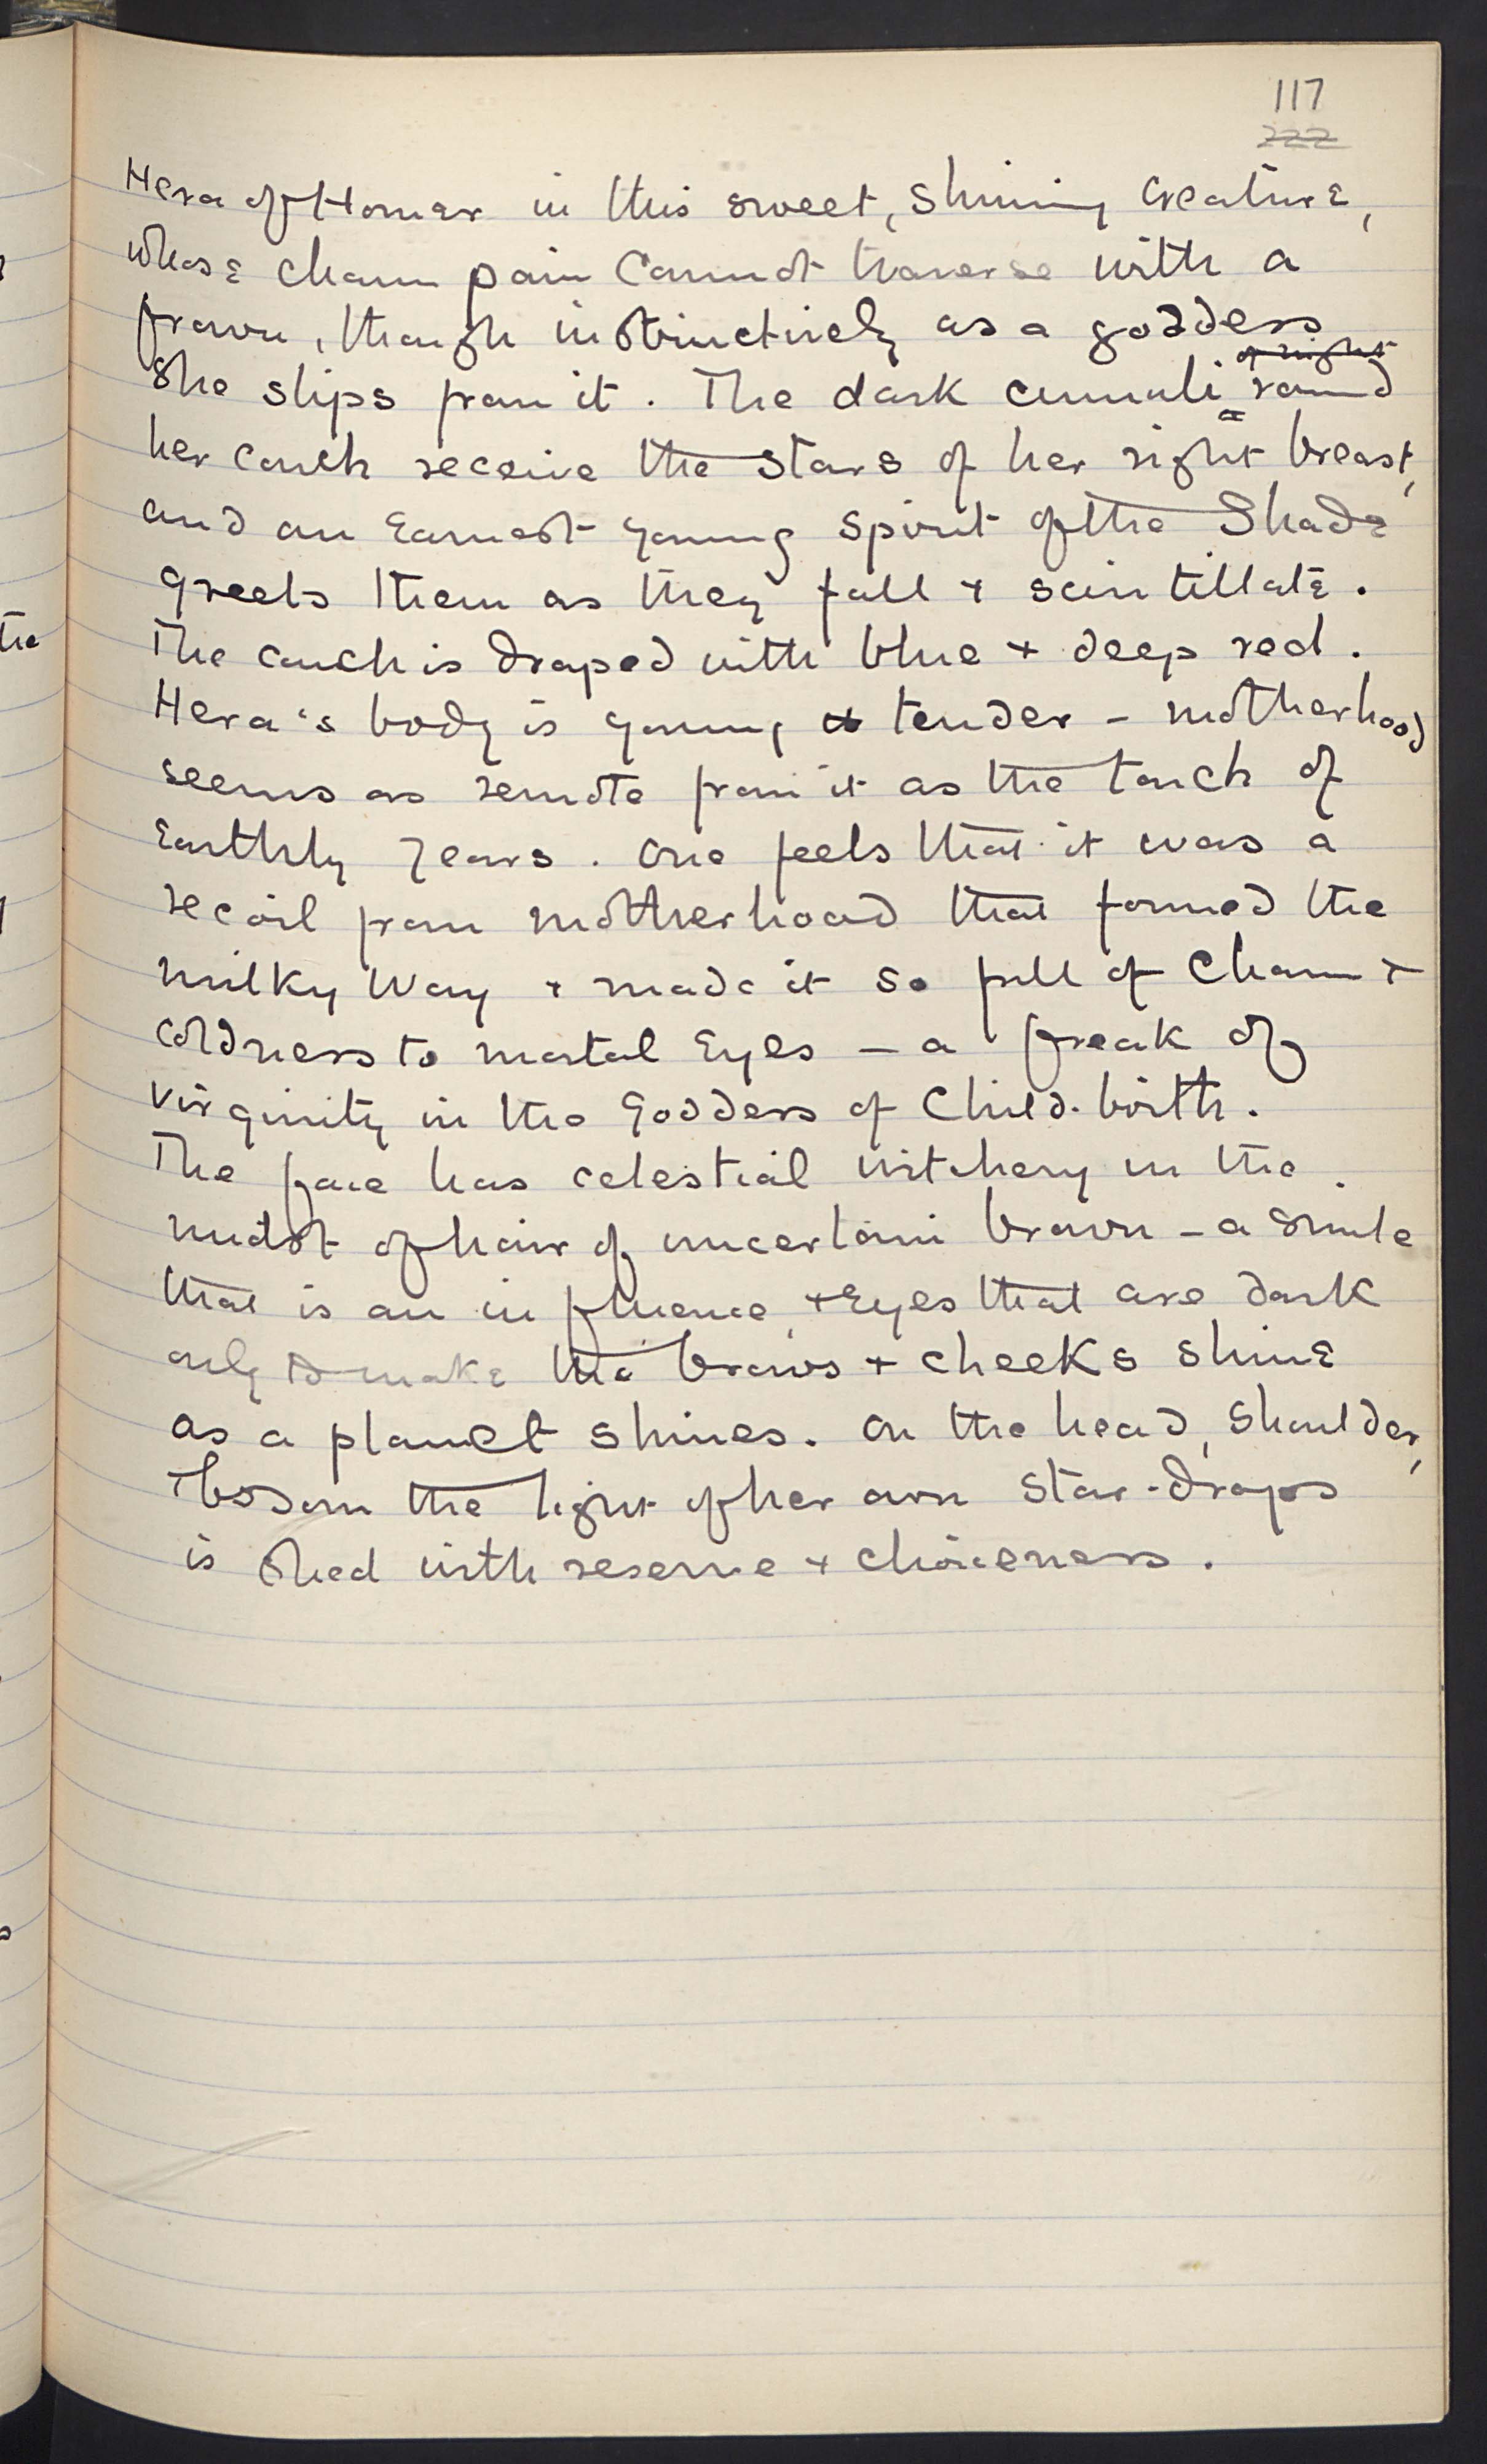 117
222
Hera of Homer in this sweet, shining creature,
whose charm pain cannot traverse with a
frown, though instinctively as a goddess
of night
she slips from it. The dark cumuli round
her couch receive the stars of her right breast,
and an earnest young spirit of the Shade
greets them as they fall + scintillate.
The couch is draped with blue + deep red.
Hera's body is young & tender - motherhood
seems as remote from it as the touch of
earthly years. One feels that it was a
recoil from motherhood that formed the
milky Way + made it so full of charm +
coldness to mortal eyes – a freak of
virginity in the Goddess of Child-birth.
The face has celestial witchery in the
midst of hair of uncertain brown – a smile
that is an influence, + eyes that are dark
only to make the brows + cheeks shine
as a planet shines. On the head, shoulder,
+ bosom the light of her own star-drops
is shed with reserve + choiceness.
the